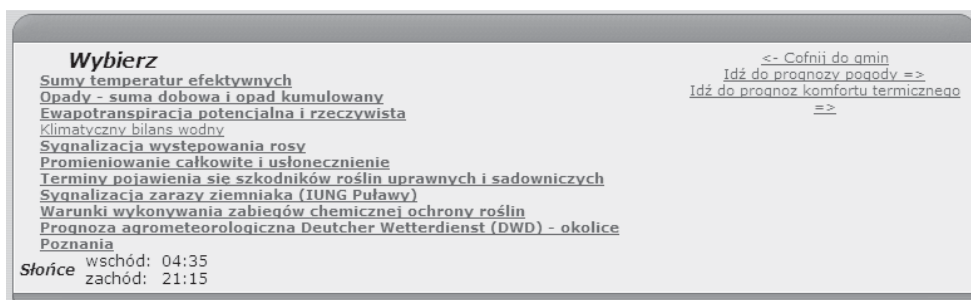 Wybierz
Sumy temperatur efektywnych
Opady - suma dobowa i opad kumulowany
Ewapotranspiracja potencjalna i rzeczywista
Klimatyczny bilans wodny
Sygnalizacja występowania rosy
Promieniowanie całkowite i usłonecznienie
Terminy pojawienia się szkodników roślin uprawnych i sadowniczych
Sygnalizacja zarazy ziemniaka (IUNG Puławy)
Warunki wykonywania zabiegów chemicznej ochrony roślin
Prognoza agrometeorologiczna Deutcher Wetterdienst (DWD) - okolice
Poznania
Słońce
wschód: 04:35
zachód: 21:15
<- Cofnij do gmin
Idź do prognozy pogody =>
Idź do prognoz komfortu termicznego
=>